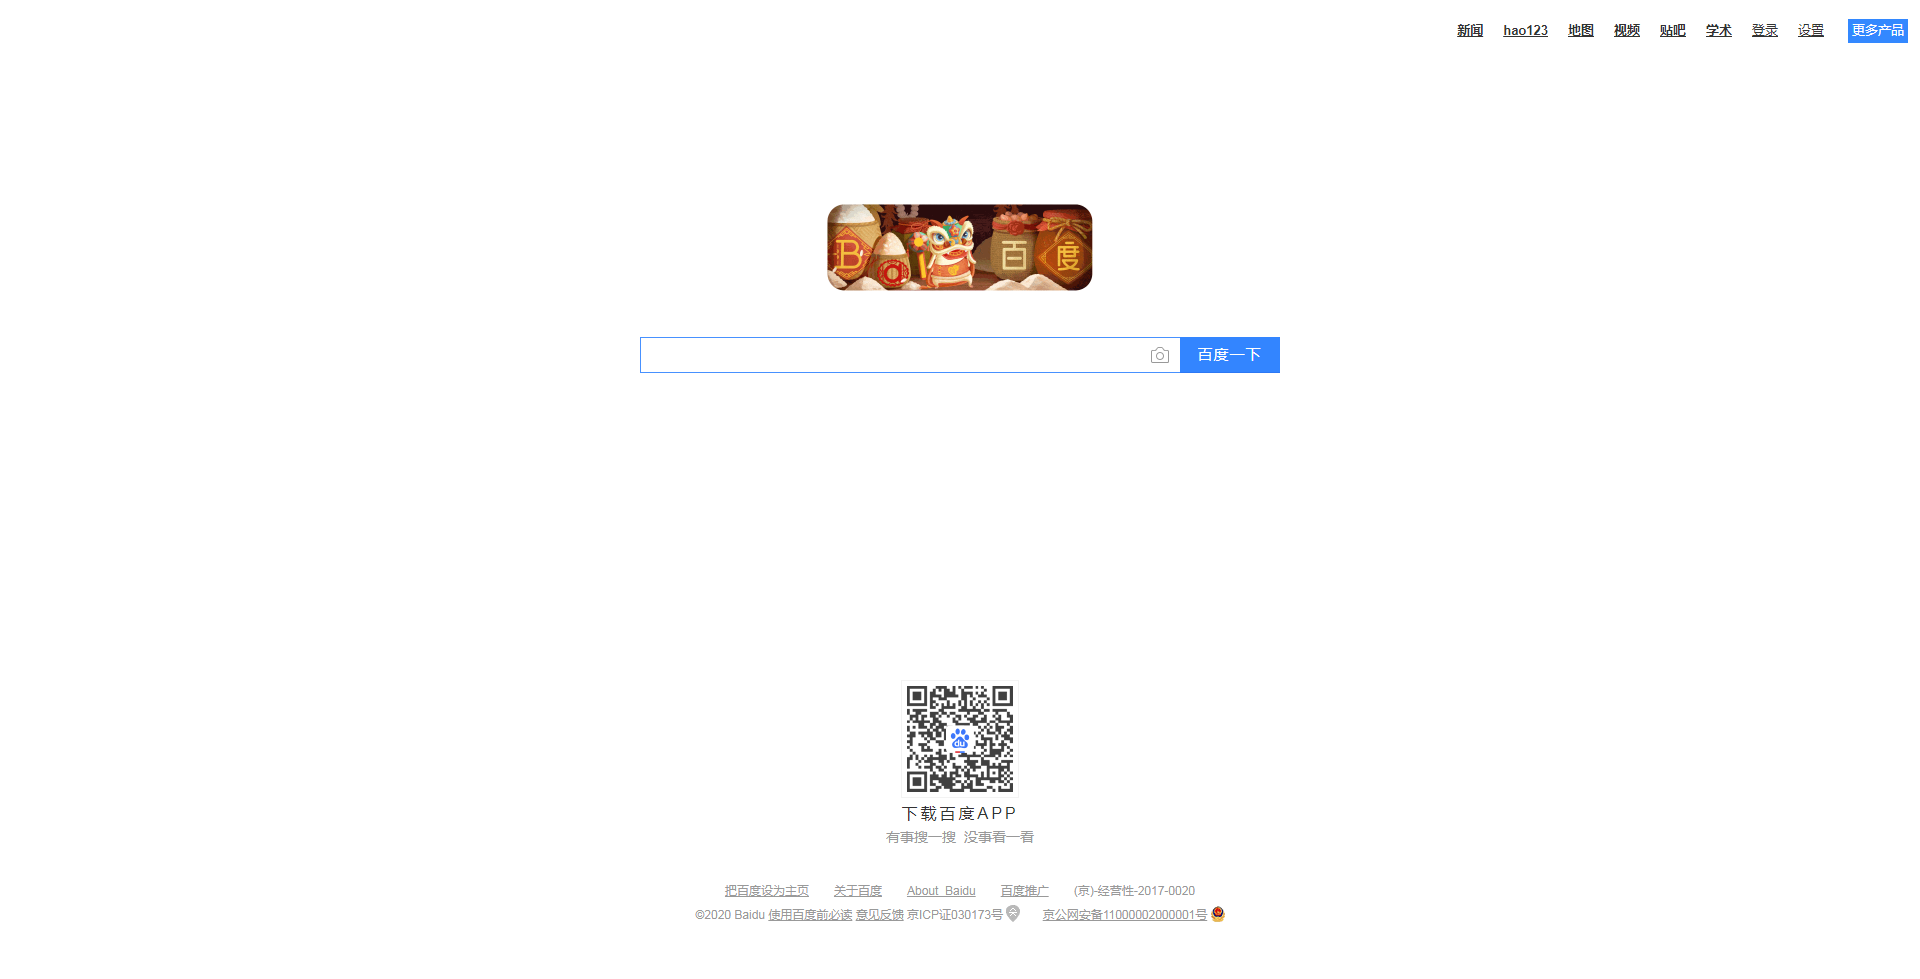 新闻 hao123 地图 视频 贴吧 学术 登录 设置 更多产品
Bai 百度
百度一下
du
下载百度APP
有事搜一搜 没事看一看
把百度设为主页 关于百度 About Baidu 百度推广 (京)-经营性-2017-0020
©2020 Baidu 使用百度前必读 意见反馈 京ICP证030173号 京公网安备11000002000001号